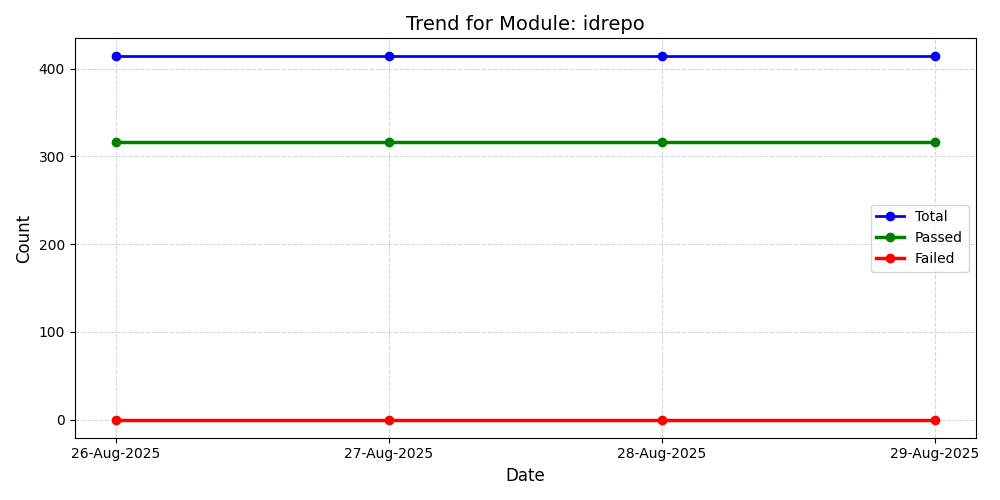 Trend for Module: idrepo
Count
400
300
200
100
0
Total
Passed
Failed
26-Aug-2025 27-Aug-2025 28-Aug-2025 29-Aug-2025
Date